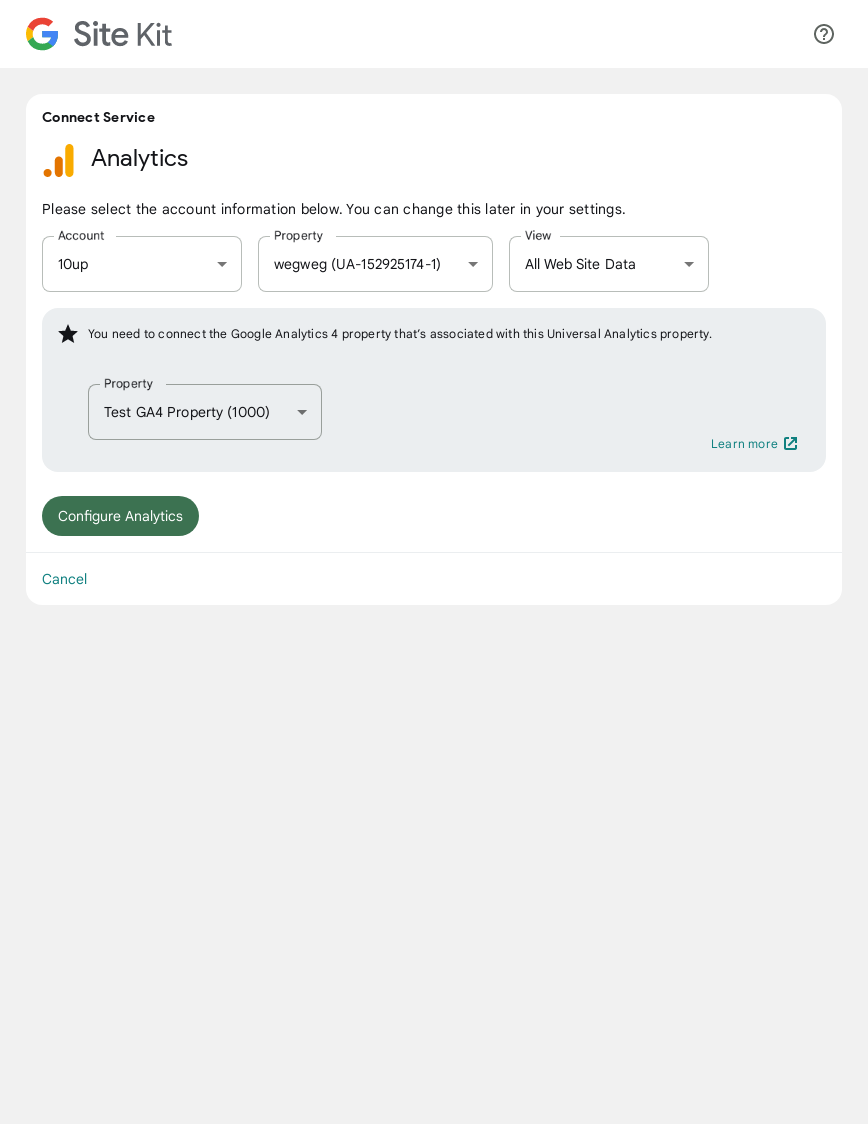 Site Kit
Connect Service
Analytics
Please select the account information below. You can change this later in your settings.
Account
10up
Property
wegweg (UA-152925174-1)
View
All Web Site Data
You need to connect the Google Analytics 4 property that’s associated with this Universal Analytics property.
Property
Test GA4 Property (1000)
Learn more
Configure Analytics
Cancel